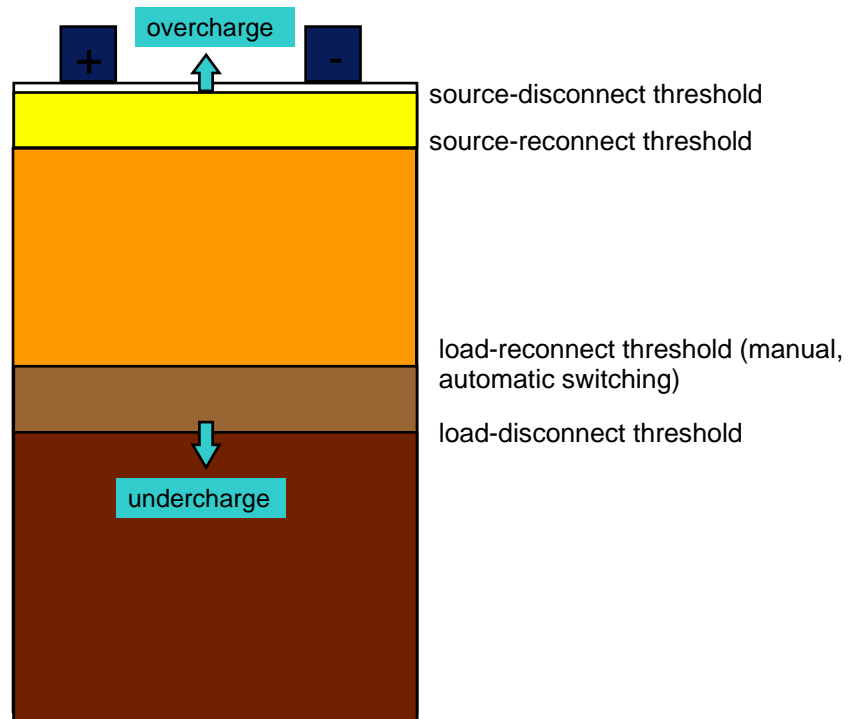 overcharge
+
-
source-disconnect threshold
source-reconnect threshold
load-reconnect threshold (manual,
automatic switching)
load-disconnect threshold
undercharge